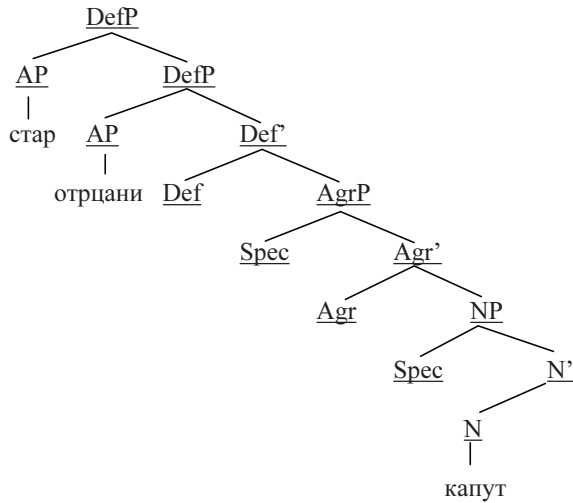 DefP
AP DefP
стар AP Def’
отрцани Def AgrP
Spec Agr’
Agr NP
Spec N’
N
капут